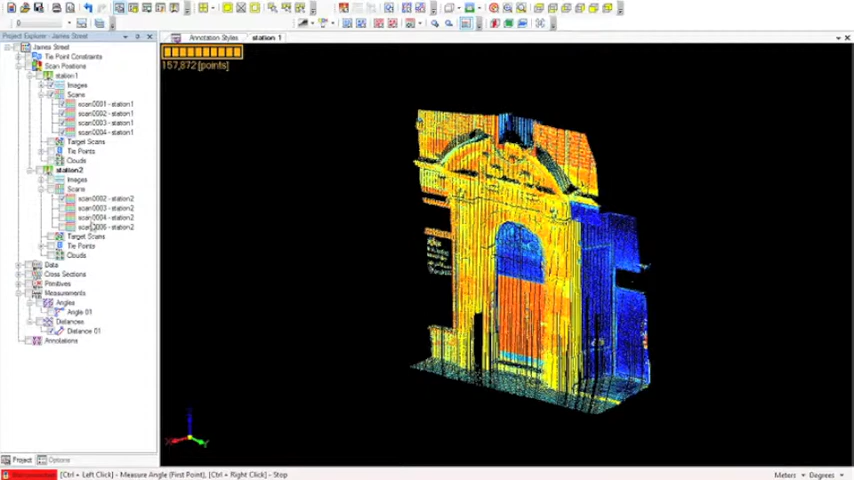 0
Project Explorer - James Street
Annotation Styles
station 1
157,872 [points]
James Street
Tie Point Constraints
Scan Positions
station1
Images
Scans
scan0001 - station1
scan0002 - station1
scan0003 - station1
scan0004 - station1
Target Scans
Tie Points
Clouds
station2
Images
Scans
scan0002 - station2
scan0003 - station2
scan0004 - station2
Target Scans
Tie Points
Clouds
Data
Cross Sections
Primitives
Measurements
Angles
Angle 01
Distances
Distance 01
Annotations
Project
Options
[Ctrl + Left Click] - Measure Angle (First Point), [Ctrl + Right Click] - Stop
Meters
Degrees